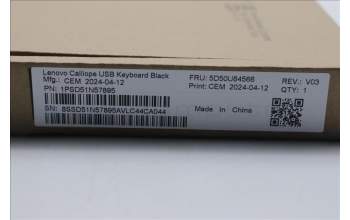 Lenovo Calliope USB Keyboard Black
Mfg.: CEM 2024-04-12
FRU: 5D50U84568
REV.: V03
PN: 1PSD51N57895
Print: CEM 2024-04-12
QTY: 1
SN: 8SSD51N57895AVLC44CA044
Made in China